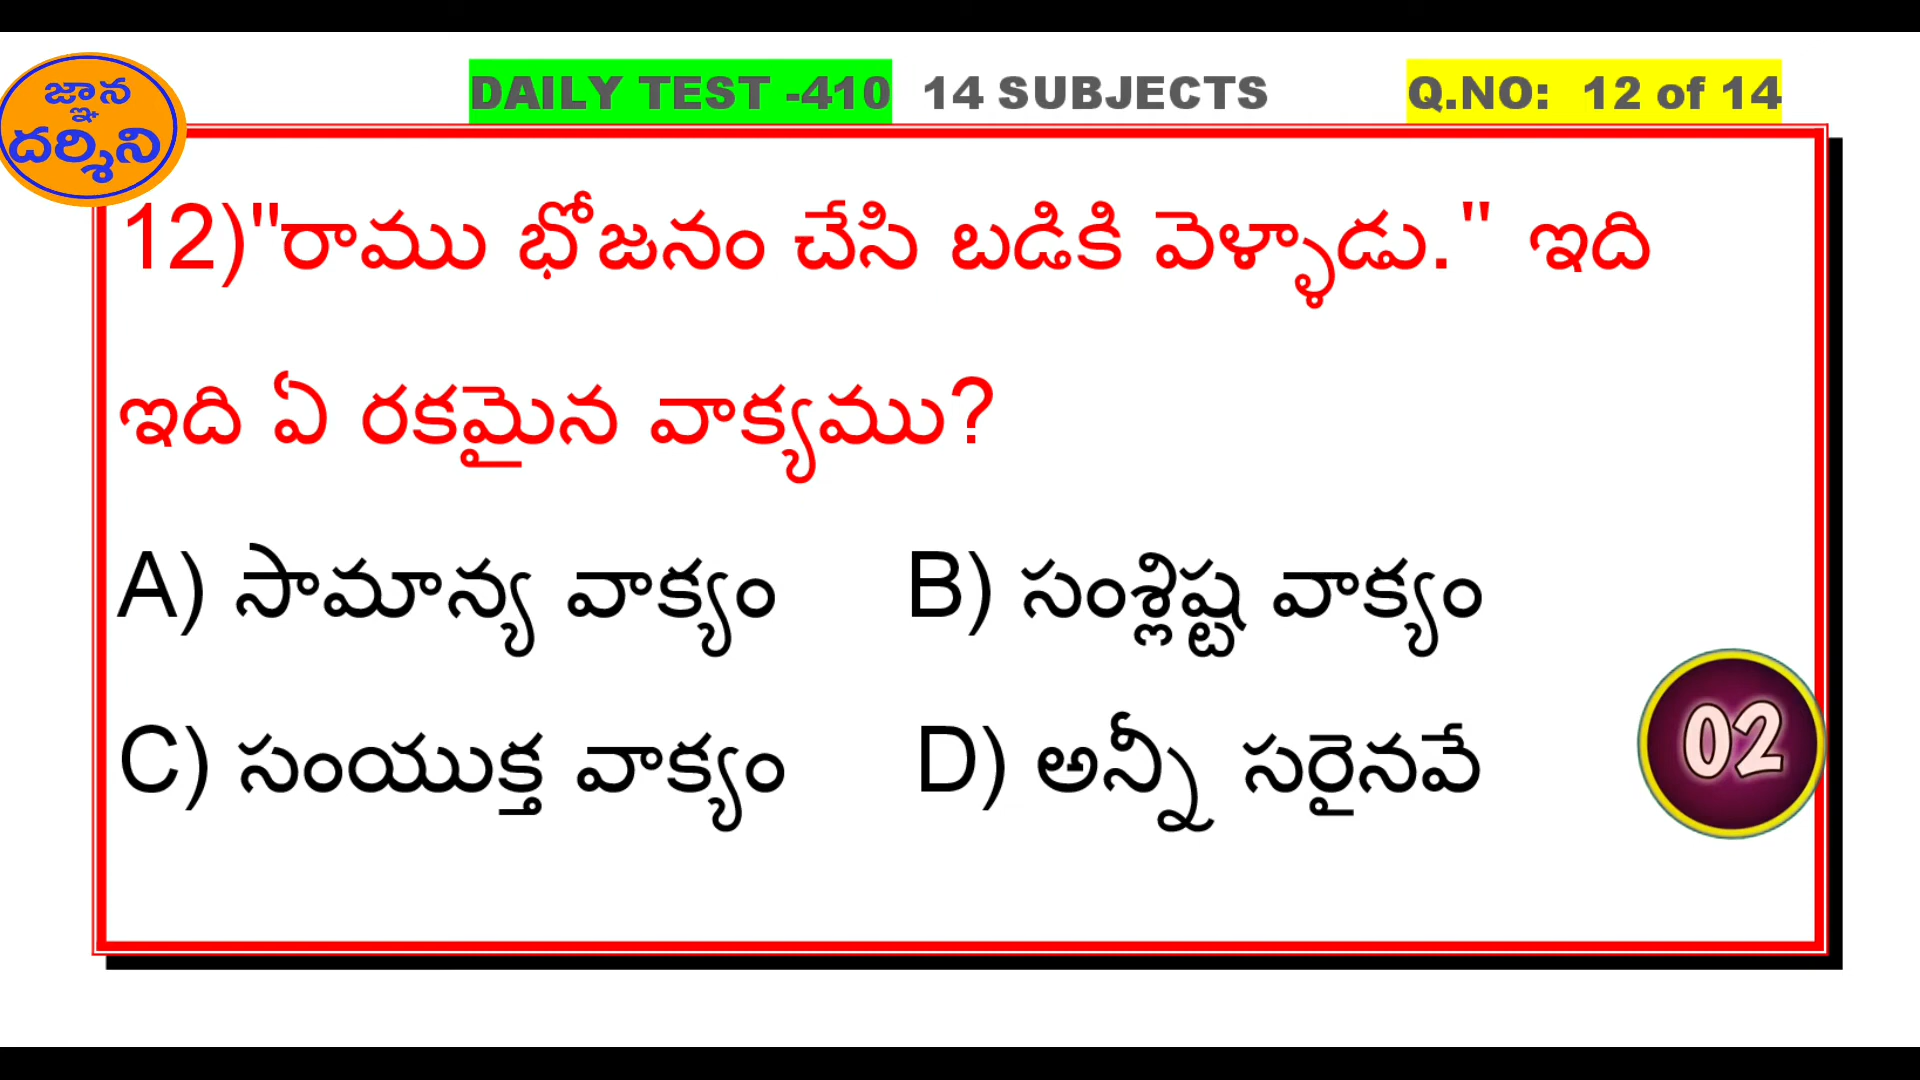 జ్ఞాన
దర్శిని
DAILY TEST -410 14 SUBJECTS Q.NO: 12 of 14
12)"రాము భోజనం చేసి బడికి వెళ్ళాడు." ఇది
ఇది ఏ రకమైన వాక్యము?
A) సామాన్య వాక్యం B) సంశ్లిష్ట వాక్యం
C) సంయుక్త వాక్యం D) అన్నీ సరైనవే
02